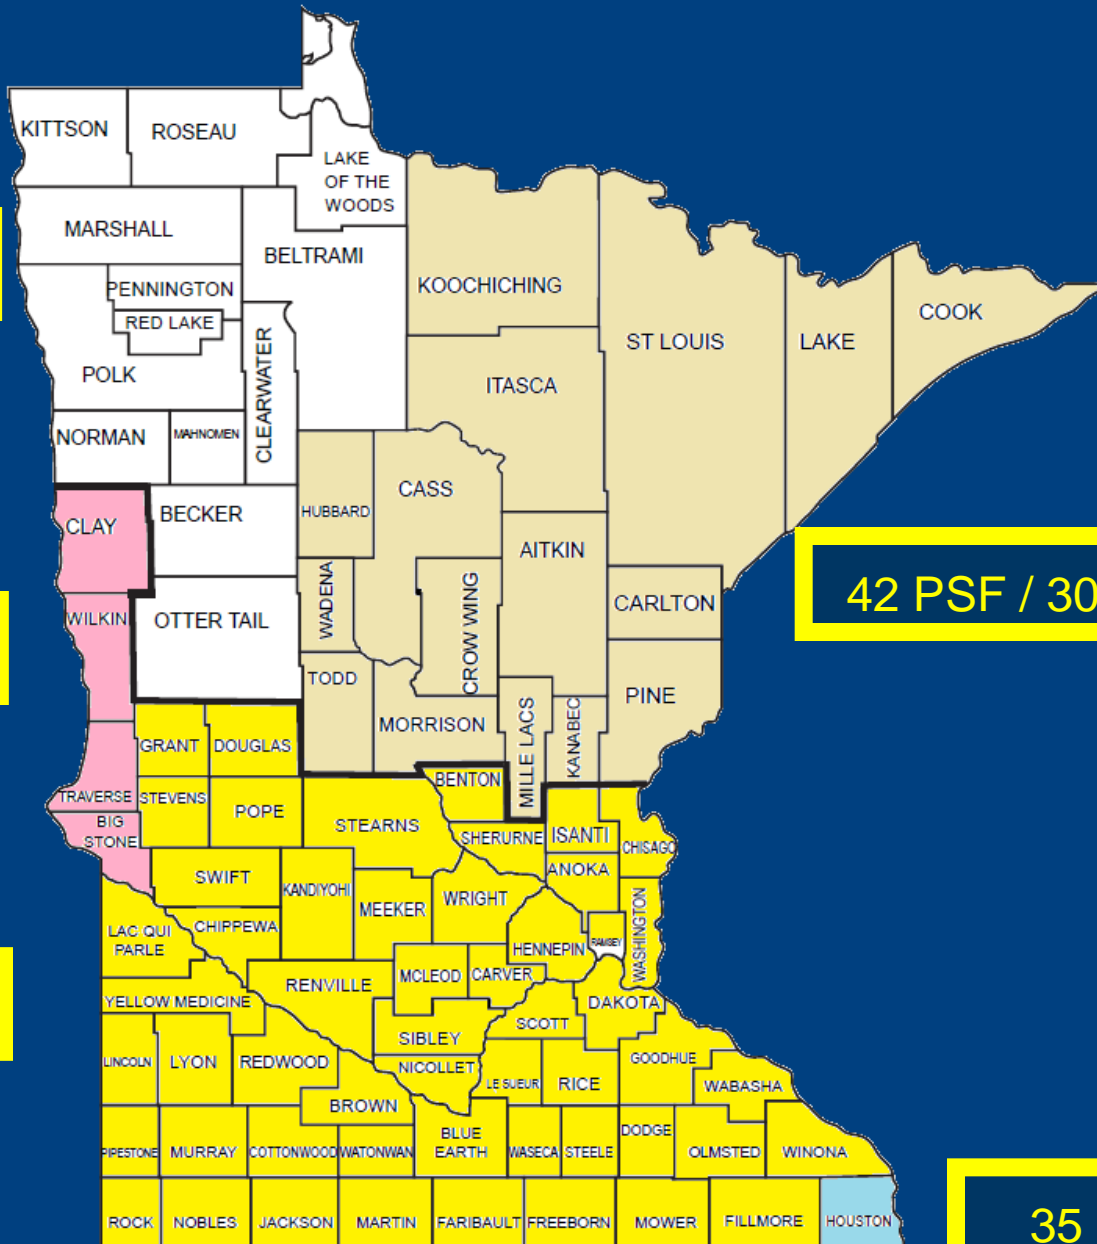 KITTSON
ROSEAU
LAKE
OF THE
WOODS
MARSHALL
BELTRAMI
PENNINGTON
KOOCHICHING
RED LAKE
COOK
ST LOUIS
LAKE
CLEARWATER
POLK
ITASCA
NORMAN
MAHNOMEN
CASS
HUBBARD
BECKER
CLAY
AITKIN
42 PSF / 30
WADENA
CARLTON
WILKIN
OTTER TAIL
CROW WING
TODD
PINE
MORRISON
MILLE LACS
KANABEC
GRANT
DOUGLAS
BENTON
TRAVERSE
STEVENS
POPE
BIG
STONE
STEARNS
SHERURNE
ISANTI
CHISAGO
ANOKA
SWIFT
KANDIYOHI
WRIGHT
MEEKER
WASHINGTON
LAC QUI
PARLE
CHIPPEWA
HENNEPIN
RAMSEY
RENVILLE
MCLEOD
CARVER
YELLOW MEDICINE
DAKOTA
SCOTT
SIBLEY
LINCOLN
LYON
REDWOOD
NICOLLET
GOODHUE
LE SUEUR
RICE
WABASHA
BROWN
BLUE
EARTH
DODGE
PIPESTONE
MURRAY
COTTONWOOD
WATONWAN
WASECA
STEELE
OLMSTED
WINONA
ROCK
NOBLES
JACKSON
MARTIN
FARIBAULT
FREEBORN
MOWER
FILLMORE
HOUSTON
35